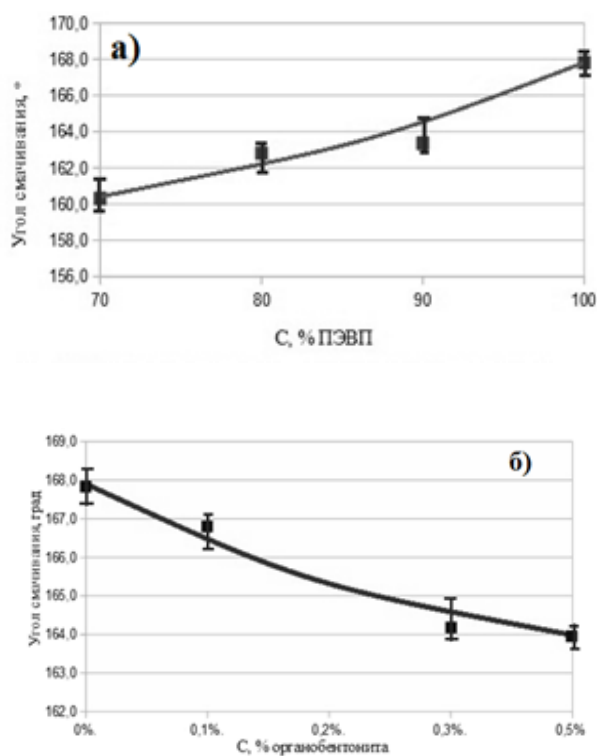 170,0
а)
168,0
166,0
164,0
162,0
160,0
158,0
156,0
Угол смачивания, °
70 80 90 100
С, % ПЭВП
169,0
б)
168,0
167,0
166,0
165,0
164,0
163,0
162,0
Угол смачивания, град
0%. 0,1%. 0,2%. 0,3%. 0,5%
С, % органобентонита